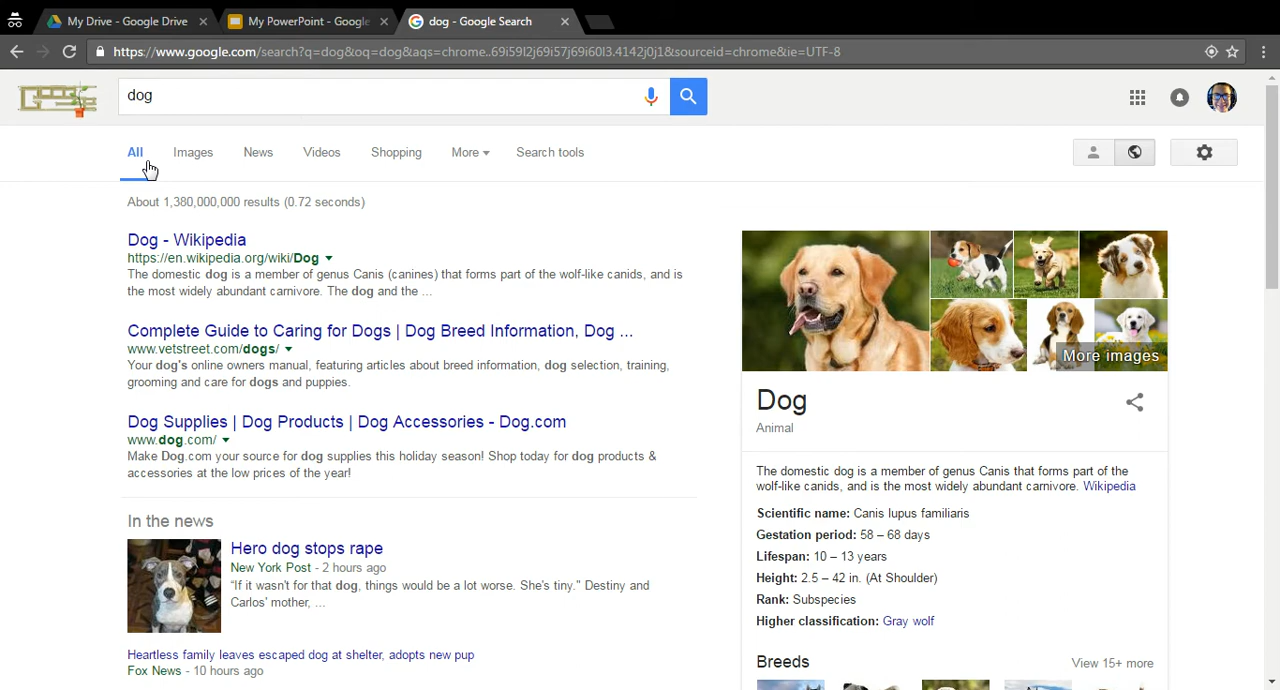 My Drive - Google Drive
My PowerPoint - Google
dog - Google Search
https://www.google.com/search?q=dog&oq=dog&aqs=chrome..69i59l2j69i57j69i60l3.4142j0j1&sourceid=chrome&ie=UTF-8
dog
All
Images
News
Videos
Shopping
More
Search tools
About 1,380,000,000 results (0.72 seconds)
Dog - Wikipedia
https://en.wikipedia.org/wiki/Dog
The domestic dog is a member of genus Canis (canines) that forms part of the wolf-like canids, and is
the most widely abundant carnivore. The dog and the ...
Complete Guide to Caring for Dogs | Dog Breed Information, Dog ...
www.vetstreet.com/dogs/
Your dog's online owners manual, featuring articles about breed information, dog selection, training,
grooming and care for dogs and puppies.
Dog Supplies | Dog Products | Dog Accessories - Dog.com
www.dog.com/
Make Dog.com your source for dog supplies this holiday season! Shop today for dog products &
accessories at the low prices of the year!
In the news
Hero dog stops rape
New York Post - 2 hours ago
“If it wasn't for that dog, things would be a lot worse. She's tiny.” Destiny and
Carlos' mother, ...
Heartless family leaves escaped dog at shelter, adopts new pup
Fox News - 10 hours ago
More images
Dog
Animal
The domestic dog is a member of genus Canis that forms part of the
wolf-like canids, and is the most widely abundant carnivore. Wikipedia
Scientific name: Canis lupus familiaris
Gestation period: 58 – 68 days
Lifespan: 10 – 13 years
Height: 2.5 – 42 in. (At Shoulder)
Rank: Subspecies
Higher classification: Gray wolf
Breeds
View 15+ more